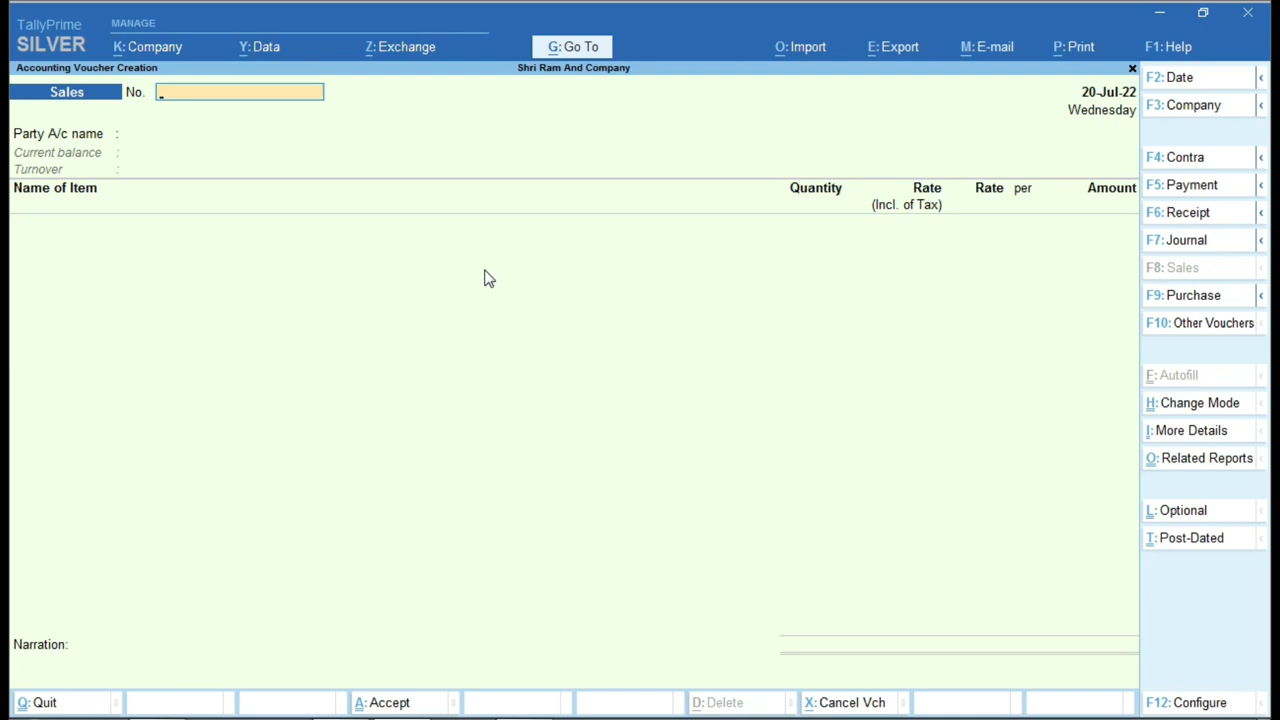 TallyPrime
SILVER
MANAGE
K: Company
Y: Data
Z: Exchange
G: Go To
O: Import
E: Export
M: E-mail
P: Print
F1: Help
Accounting Voucher Creation
Shri Ram And Company
Sales
No.
20-Jul-22
Wednesday
Party A/c name :
Current balance :
Turnover :
Name of Item
Quantity
Rate
(Incl. of Tax)
Rate per
Amount
Narration:
F2: Date
F3: Company
F4: Contra
F5: Payment
F6: Receipt
F7: Journal
F8: Sales
F9: Purchase
F10: Other Vouchers
F: Autofill
H: Change Mode
I: More Details
O: Related Reports
L: Optional
T: Post-Dated
Q: Quit
A: Accept
D: Delete
X: Cancel Vch
F12: Configure